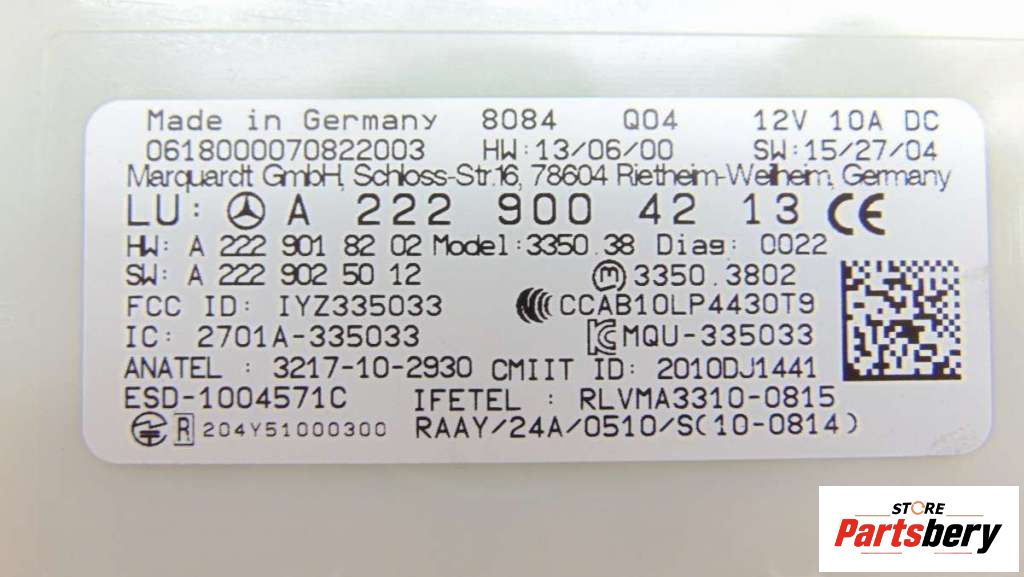 Made in Germany 8084 Q04 12V 10A DC
0618000070822003 HW:13/06/00 SW:15/27/04
Marquardt GmbH, Schloss-Str.16, 78604 Rietheim-Weilheim, Germany
LU: A 222 900 42 13 CE
HW: A 222 901 82 02 Model:3350.38 Diag: 0022
SW: A 222 902 50 12 m 3350.3802
FCC ID: IYZ335033 CCAB10LP4430T9
IC: 2701A-335033 MQU-335033
ANATEL : 3217-10-2930 CMIIT ID: 2010DJ1441
ESD-1004571C IFETEL : RLVMA3310-0815
R 204Y51000300 RAAY/24A/0510/S(10-0814)
STORE
Partsbery